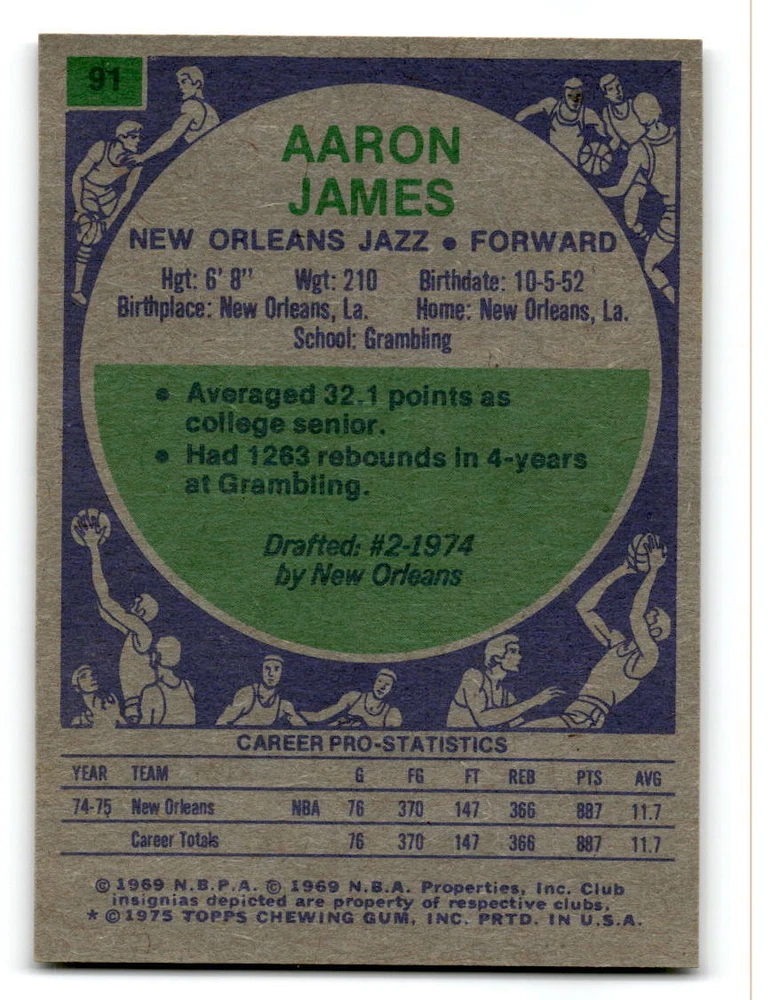 91
AARON
JAMES
NEW ORLEANS JAZZ • FORWARD
Hgt: 6' 8" Wgt: 210 Birthdate: 10-5-52
Birthplace: New Orleans, La. Home: New Orleans, La.
School: Grambling
• Averaged 32.1 points as
college senior.
• Had 1263 rebounds in 4-years
at Grambling.
Drafted: #2-1974
by New Orleans
CAREER PRO-STATISTICS
YEAR TEAM G FG FT REB PTS AVG
74-75 New Orleans NBA 76 370 147 366 887 11.7
Career Totals 76 370 147 366 887 11.7
© 1969 N.B.P.A. © 1969 N.B.A. Properties, Inc. Club
insignias depicted are property of respective clubs.
* © 1975 TOPPS CHEWING GUM, INC. PRTD. IN U.S.A.